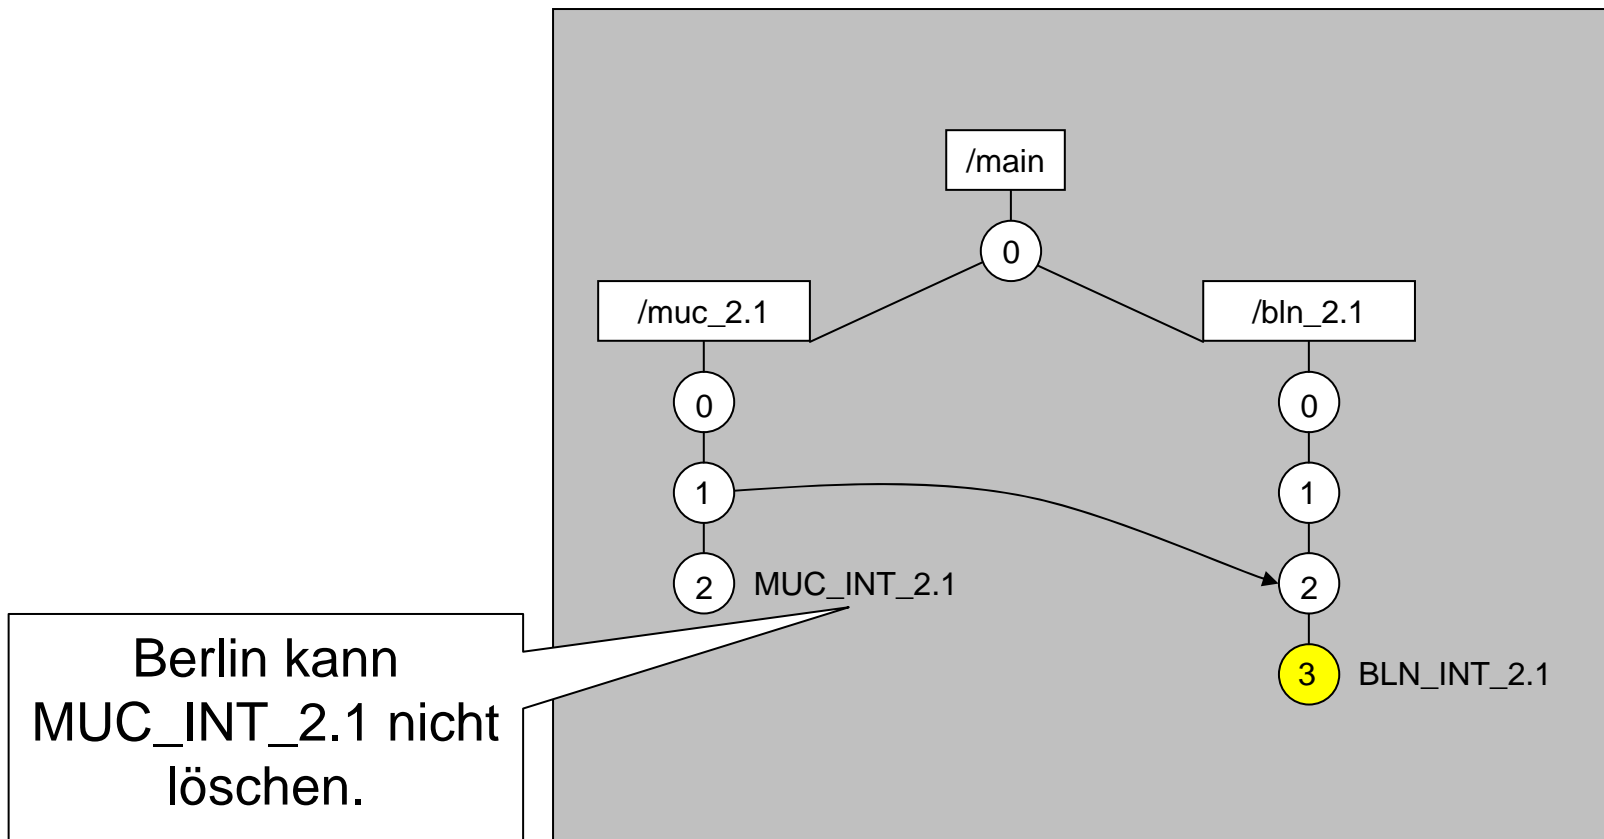 /main
0
/muc_2.1
/bln_2.1
0
0
1
1
2 MUC_INT_2.1
2
Berlin kann
MUC_INT_2.1 nicht
löschen.
3 BLN_INT_2.1